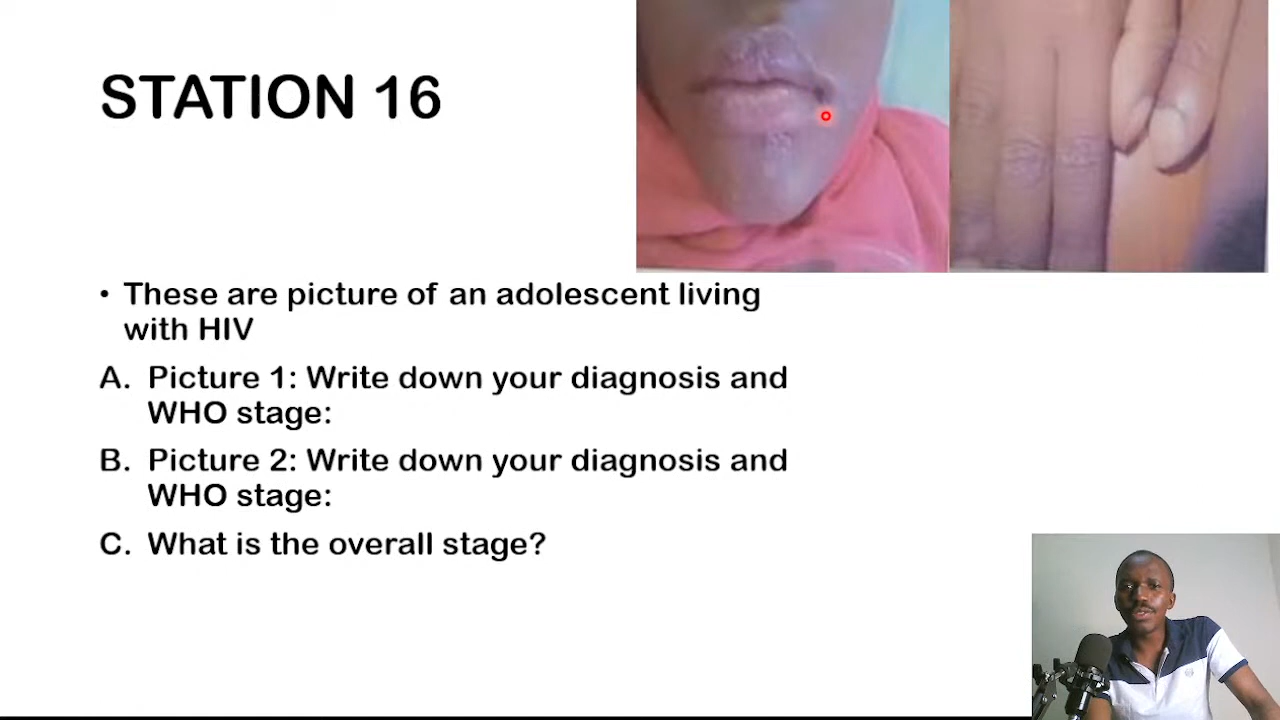 STATION 16
• These are picture of an adolescent living
with HIV
A. Picture 1: Write down your diagnosis and
WHO stage:
B. Picture 2: Write down your diagnosis and
WHO stage:
C. What is the overall stage?